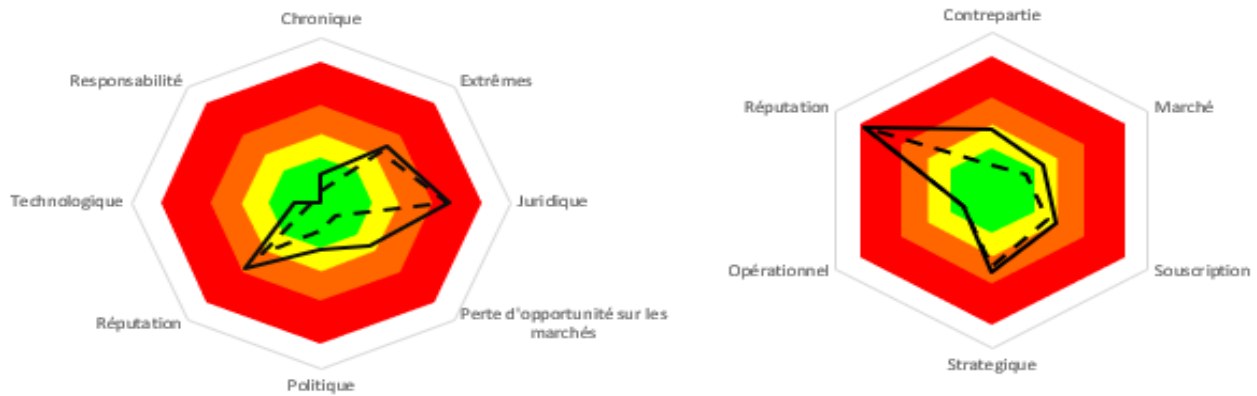 Chronique
Responsabilité
Extrêmes
Technologique
Juridique
Réputation
Perte d'opportunité sur les
marchés
Politique
Contrepartie
Réputation
Marché
Opérationnel
Souscription
Strategique